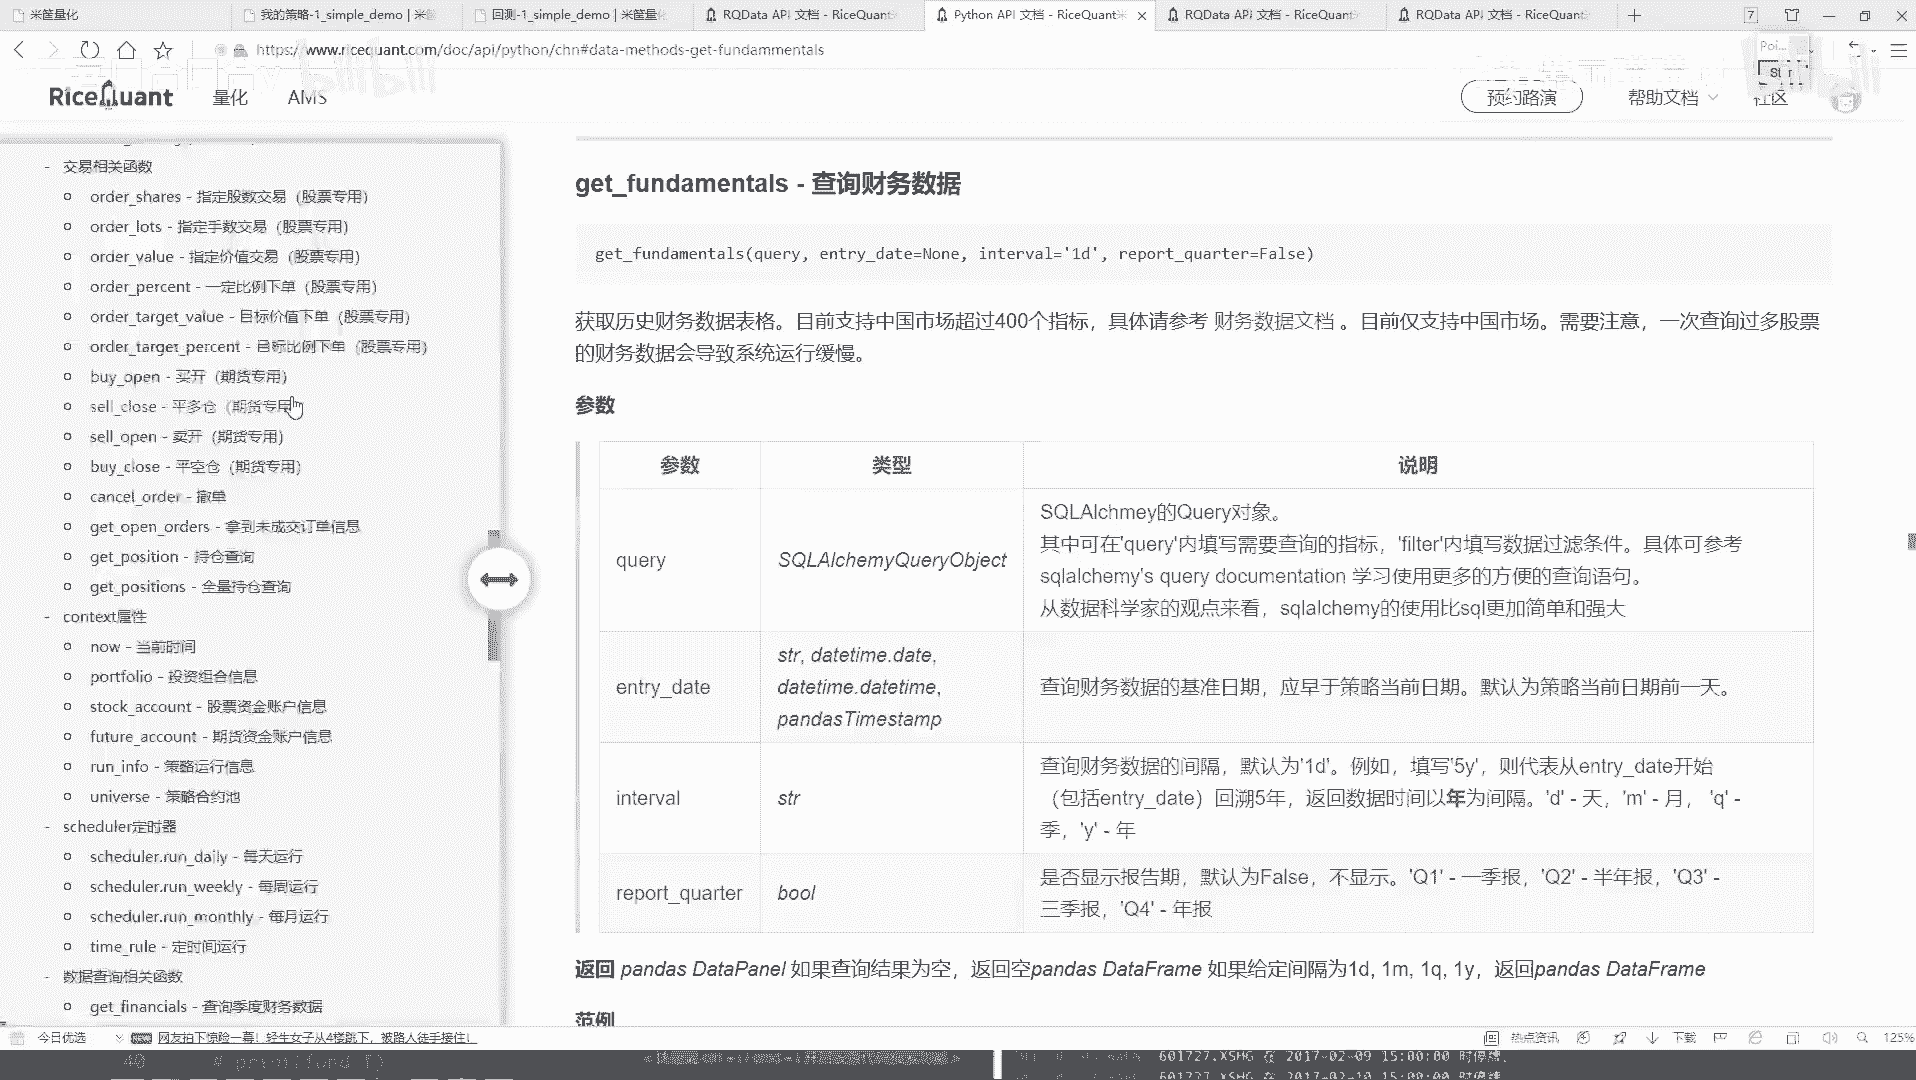 米筐量化
我的策略-1_simple_demo | 米筐
回测-1_simple_demo | 米筐量化
RQData API 文档 - RiceQuant
Python API 文档 - RiceQuant米
RQData API 文档 - RiceQuant
RQData API 文档 - RiceQuant
7
https://www.ricequant.com/doc/api/python/chn#data-methods-get-fundammentals
Poi...
RiceQuant
量化
AMS
预约路演
帮助文档
社区
- 交易相关函数
order_shares - 指定股数交易（股票专用）
order_lots - 指定手数交易（股票专用）
order_value - 指定价值交易（股票专用）
order_percent - 一定比例下单（股票专用）
order_target_value - 目标价值下单（股票专用）
order_target_percent - 目标比例下单（股票专用）
buy_open - 买开（期货专用）
sell_close - 平多仓（期货专用）
sell_open - 卖开（期货专用）
buy_close - 平空仓（期货专用）
cancel_order - 撤单
get_open_orders - 拿到未成交订单信息
get_position - 持仓查询
get_positions - 全量持仓查询
- context属性
now - 当前时间
portfolio - 投资组合信息
stock_account - 股票资金账户信息
future_account - 期货资金账户信息
run_info - 策略运行信息
universe - 策略合约池
- scheduler定时器
scheduler.run_daily - 每天运行
scheduler.run_weekly - 每周运行
scheduler.run_monthly - 每月运行
time_rule - 定时间运行
- 数据查询相关函数
get_financials - 查询季度财务数据
get_fundamentals - 查询财务数据
get_fundamentals(query, entry_date=None, interval='1d', report_quarter=False)
获取历史财务数据表格。目前支持中国市场超过400个指标，具体请参考 财务数据文档 。目前仅支持中国市场。需要注意，一次查询过多股票
的财务数据会导致系统运行缓慢。
参数
参数 类型 说明
query SQLAlchemyQueryObject SQLAlchmey的Query对象。
其中可在'query'内填写需要查询的指标，'filter'内填写数据过滤条件。具体可参考
sqlalchemy's query documentation 学习使用更多的方便的查询语句。
从数据科学家的观点来看，sqlalchemy的使用比sql更加简单和强大
entry_date str, datetime.date,
datetime.datetime,
pandasTimestamp
查询财务数据的基准日期，应早于策略当前日期。默认为策略当前日期前一天。
interval str 查询财务数据的间隔，默认为'1d'。例如，填写'5y'，则代表从entry_date开始
（包括entry_date）回溯5年，返回数据时间以年为间隔。'd' - 天，'m' - 月， 'q' -
季，'y' - 年
report_quarter bool 是否显示报告期，默认为False，不显示。'Q1' - 一季报，'Q2' - 半年报，'Q3' -
三季报，'Q4' - 年报
返回 pandas DataPanel 如果查询结果为空，返回空pandas DataFrame 如果给定间隔为1d, 1m, 1q, 1y，返回pandas DataFrame
范例
今日优选
网友拍下惊险一幕！轻生女子从4楼跳下，被路人徒手接住！
热点资讯
下载
125%
40
601727.XSHG 在 2017-02-09 15:00:00 时停牌.
601727.XSHG 在 2017-02-10 15:00:00 时停牌.